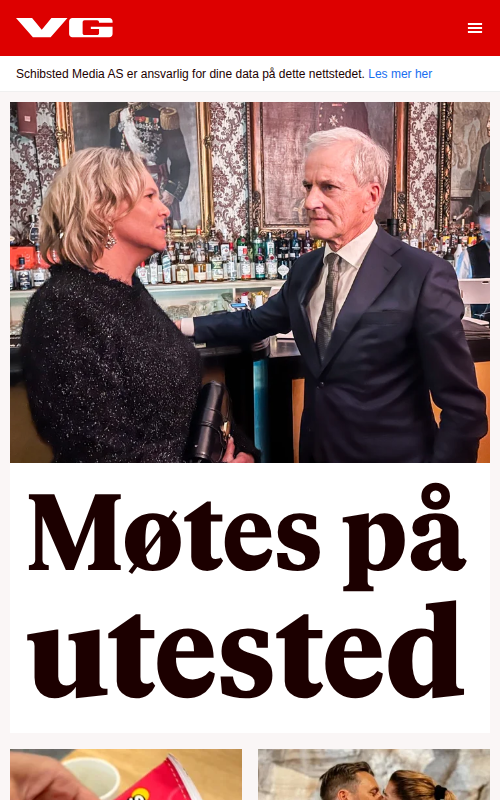 VG
Schibsted Media AS er ansvarlig for dine data på dette nettstedet. Les mer her
Møtes på
utested